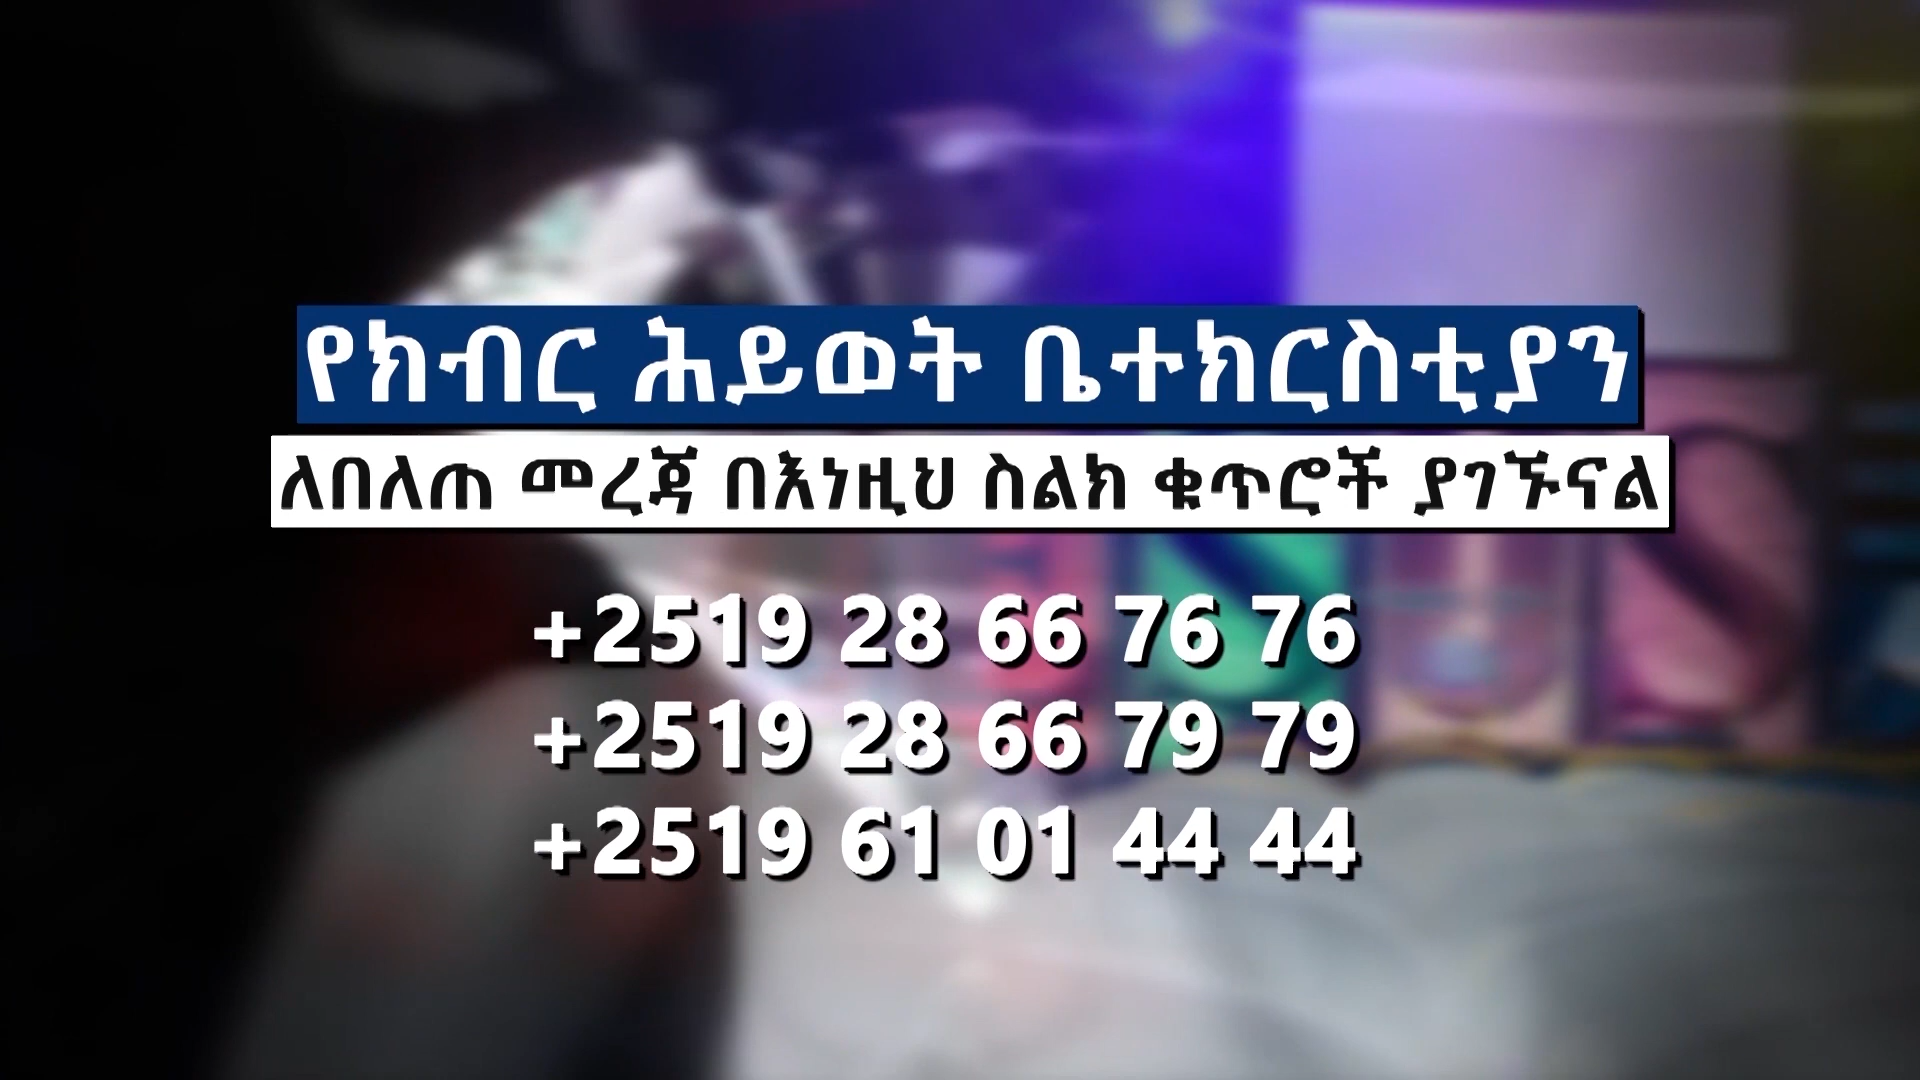 የክብር ሕይወት ቤተክርስቲያን
ለበለጠ መረጃ በእነዚህ ስልክ ቁጥሮች ያገኙናል
+2519 28 66 76 76
+2519 28 66 79 79
+2519 61 01 44 44